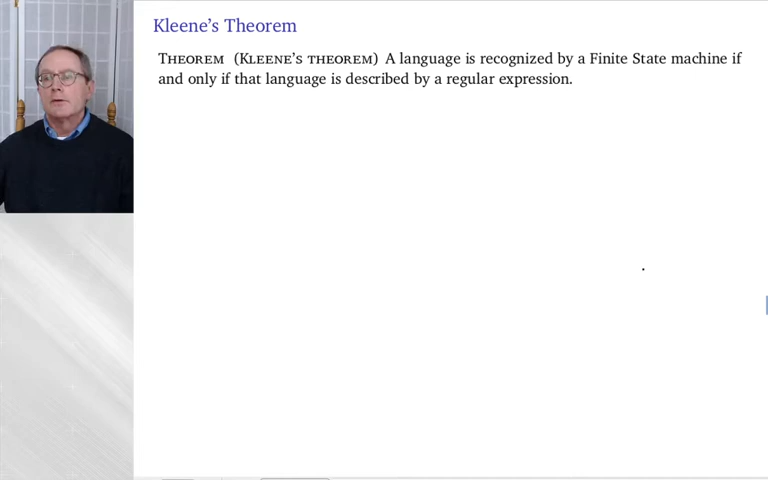 Kleene's Theorem
THEOREM (KLEENE'S THEOREM) A language is recognized by a Finite State machine if
and only if that language is described by a regular expression.